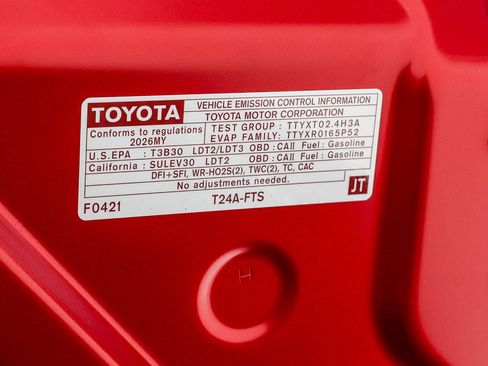 TOYOTA VEHICLE EMISSION CONTROL INFORMATION
TOYOTA MOTOR CORPORATION
Conforms to regulations 2026MY
TEST GROUP : TTYXT02.4H3A
EVAP FAMILY: TTYXR0165P52
U.S.EPA : T3B30 LDT2/LDT3 OBD : CAII Fuel : Gasoline
California : SULEV30 LDT2 OBD : CAII Fuel : Gasoline
DFI+SFI, WR-HO2S(2), TWC(2), TC, CAC
No adjustments needed.
F0421 T24A-FTS JT
H